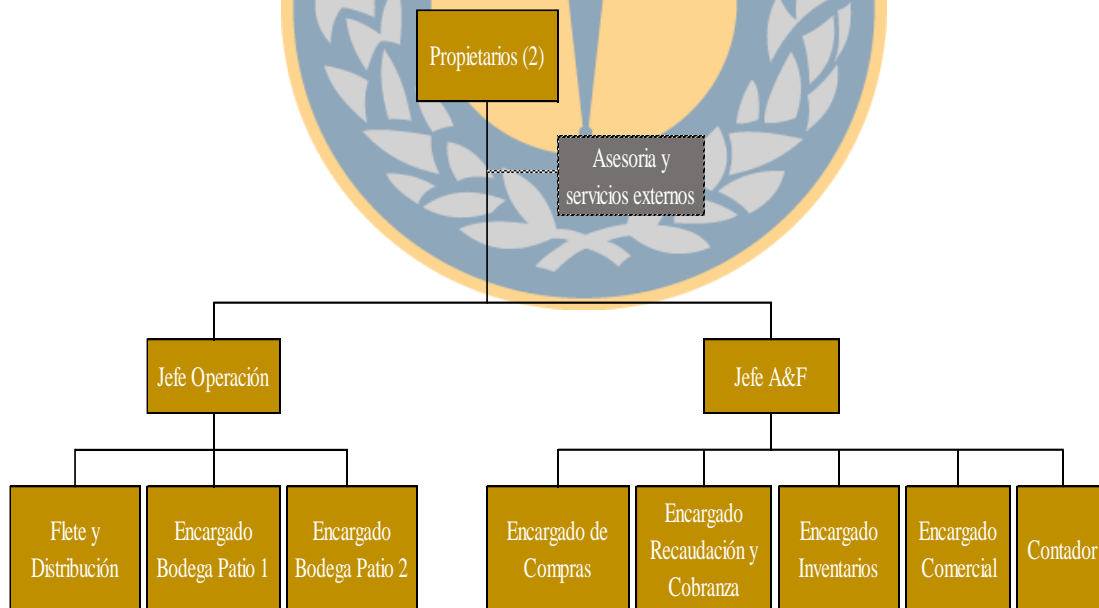 Propietarios (2)
Asesoria y
servicios externos
Jefe Operación
Jefe A&F
Flete y
Distribución
Encargado
Bodega Patio 1
Encargado
Bodega Patio 2
Encargado de
Compras
Encargado
Recaudación y
Cobranza
Encargado
Inventarios
Encargado
Comercial
Contador